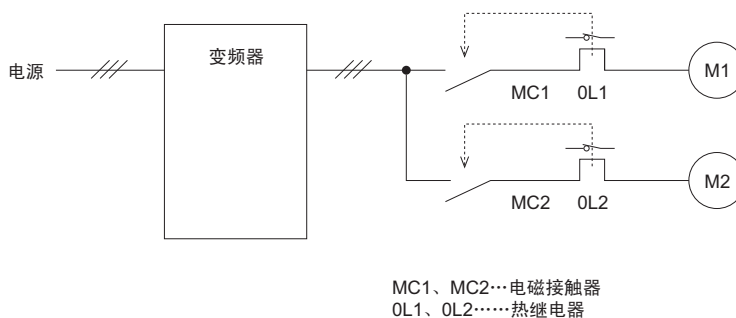 电源
变频器
MC1
0L1
M1
MC2
0L2
M2
MC1、MC2…电磁接触器
0L1、0L2……热继电器